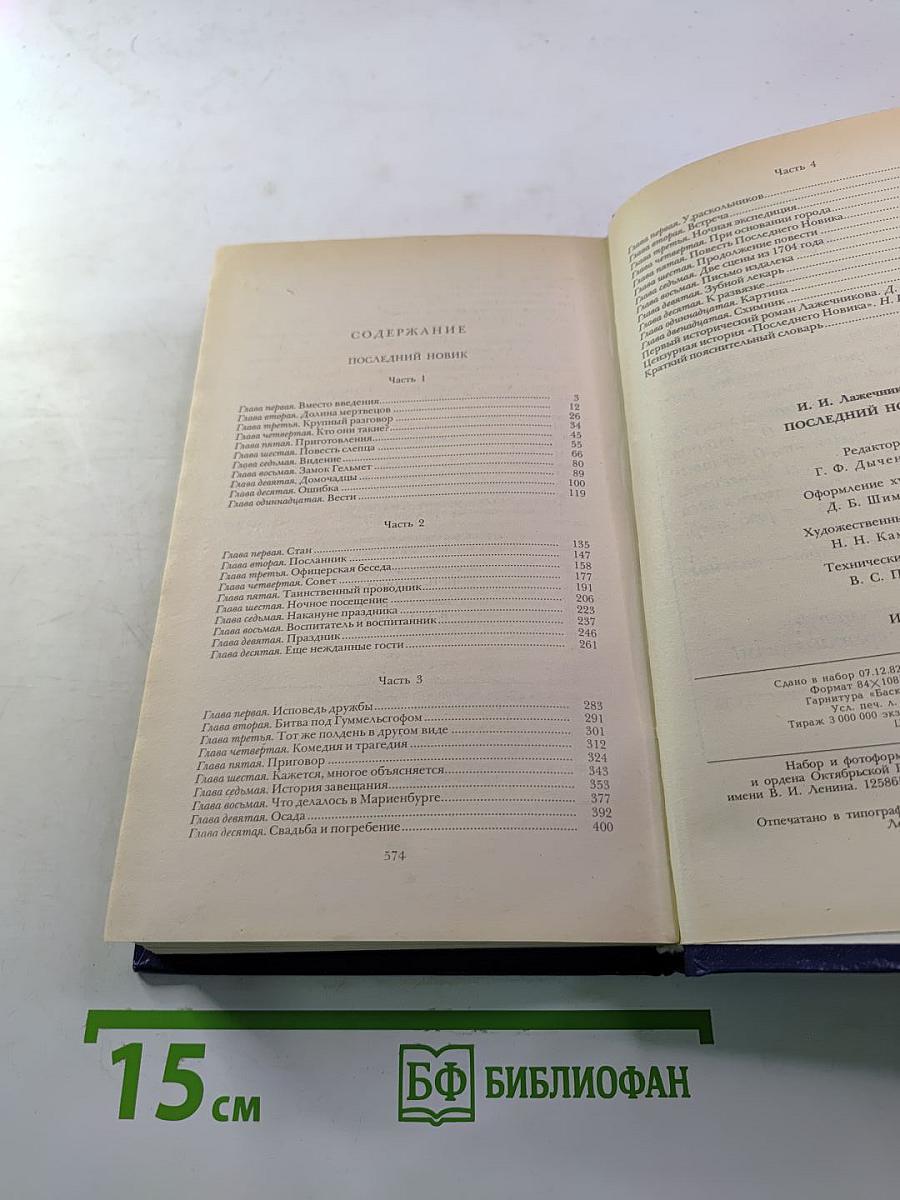 СОДЕРЖАНИЕ
ПОСЛЕДНИЙ НОВИК
Часть 1
Глава первая. Вместо введения 3
Глава вторая. Долина мертвецов 12
Глава третья. Крупный разговор 26
Глава четвертая. Кто они такие? 34
Глава пятая. Приготовления 45
Глава шестая. Повесть слепца 55
Глава седьмая. Видение 66
Глава восьмая. Замок Гельмет 80
Глава девятая. Домочадцы 89
Глава десятая. Ошибка 100
Глава одиннадцатая. Вести 119
Часть 2
Глава первая. Стан 135
Глава вторая. Посланник 147
Глава третья. Офицерская беседа 158
Глава четвертая. Совет 177
Глава пятая. Таинственный проводник 191
Глава шестая. Ночное посещение 206
Глава седьмая. Накануне праздника 223
Глава восьмая. Воспитатель и воспитанник 237
Глава девятая. Праздник 246
Глава десятая. Еще нежданные гости 261
Часть 3
Глава первая. Исповедь дружбы 283
Глава вторая. Битва под Гуммельсгофом 291
Глава третья. Тот же полдень в другом виде 301
Глава четвертая. Комедия и трагедия 312
Глава пятая. Приговор 324
Глава шестая. Кажется, многое объясняется 343
Глава седьмая. История завещания 353
Глава восьмая. Что делалось в Мариенбурге 377
Глава девятая. Осада 392
Глава десятая. Свадьба и погребение 400
574
Часть 4
Глава первая. У раскольников
Глава вторая. Встреча
Глава третья. Ночная экспедиция
Глава четвертая. При основании города
Глава пятая. Повесть Последнего Новика
Глава шестая. Продолжение повести
Глава седьмая. Две сцены из 1704 года
Глава восьмая. Письмо издалека
Глава девятая. Зубной лекарь
Глава десятая. К развязке
Глава одиннадцатая. Картина
Глава двенадцатая. Схимник
Первый исторический роман Лажечникова. Д.
Цензурная история «Последнего Новика». Н.
Краткий пояснительный словарь
И. И. Лажечник
ПОСЛЕДНИЙ НО
Редактор
Г. Ф. Дычен
Оформление ху
Д. Б. Шим
Художественны
Н. Н. Кам
Технически
В. С. П
И
Сдано в набор 07.12.82
Формат 84×108
Гарнитура «Баск
Усл. печ. л.
Тираж 3 000 000 экз
Ц
Набор и фотоформ
и ордена Октябрьской Р
имени В. И. Ленина. 12586
Отпечатано в типограф
Ле
15 см
БФ БИБЛИОФАН